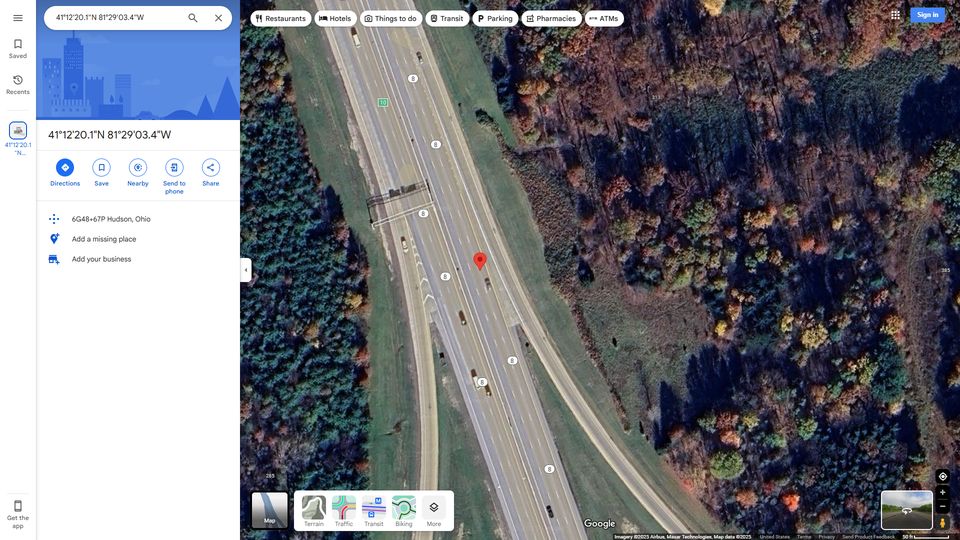 41°12'20.1"N 81°29'03.4"W
Restaurants
Hotels
Things to do
Transit
Parking
Pharmacies
ATMs
Sign in
Saved
Recents
41°12'20.1
"N...
41°12'20.1"N 81°29'03.4"W
Directions
Save
Nearby
Send to
phone
Share
6G48+67P Hudson, Ohio
Add a missing place
Add your business
8
10
8
8
8
8
8
8
385
285
Get the
app
Map
Terrain
Traffic
Transit
Biking
More
Google
Imagery ©2025 Airbus, Maxar Technologies, Map data ©2025
United States
Terms
Privacy
Send Product Feedback
50 ft